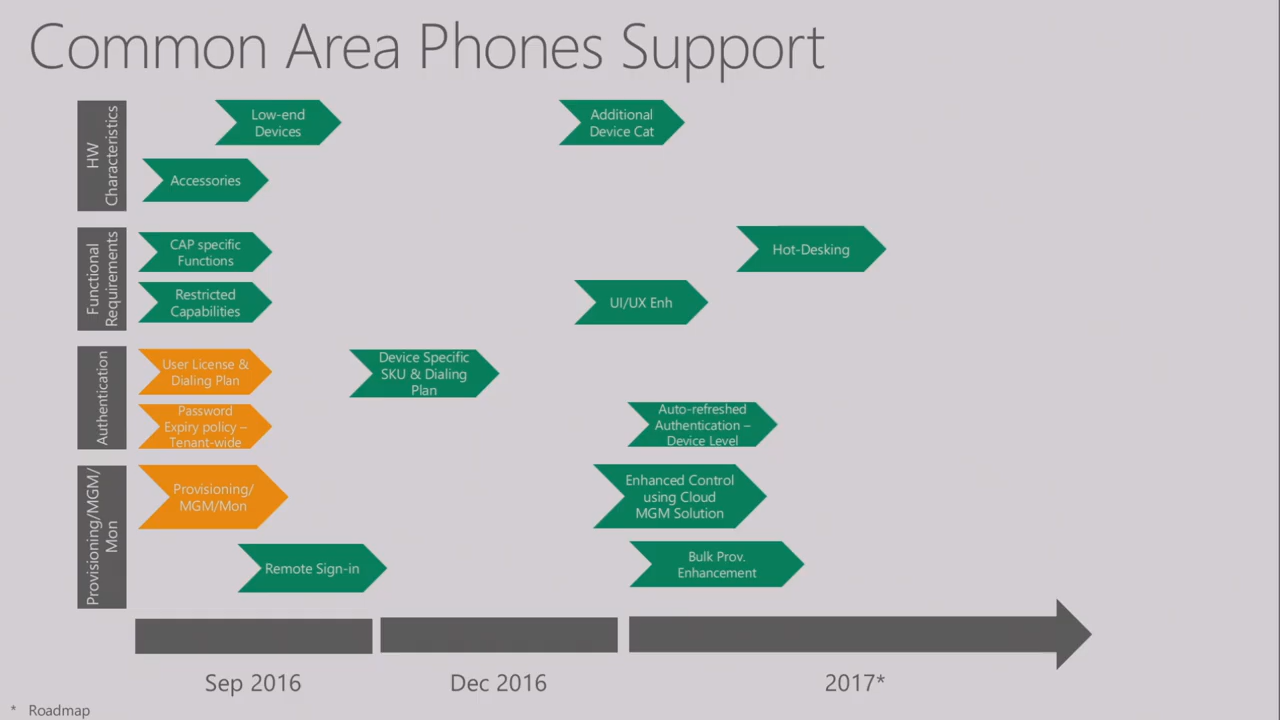 Common Area Phones Support
HW
Characteristics
Low-end
Devices
Additional
Device Cat
Accessories
Functional
Requirements
CAP specific
Functions
Hot-Desking
Restricted
Capabilities
UI/UX Enh
Authentication
User License &
Dialing Plan
Device Specific
SKU & Dialing
Plan
Password
Expiry policy –
Tenant-wide
Auto-refreshed
Authentication –
Device Level
Provisioning/MGM/
Mon
Provisioning/
MGM/Mon
Enhanced Control
using Cloud
MGM Solution
Remote Sign-in
Bulk Prov.
Enhancement
Sep 2016
Dec 2016
2017*
* Roadmap